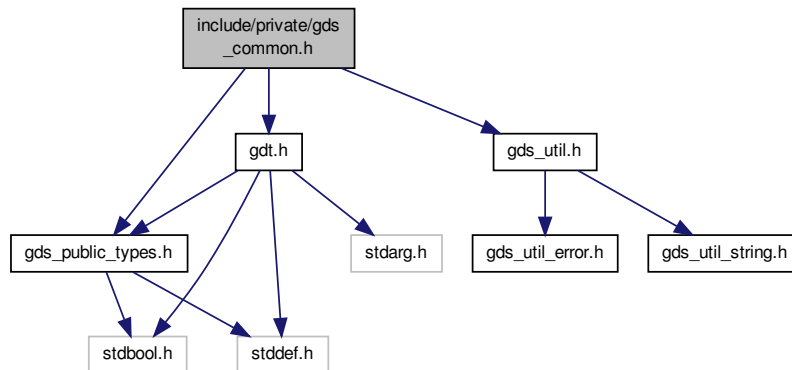 include/private/gds
_common.h
gdt.h
gds_util.h
gds_public_types.h
stdarg.h
gds_util_error.h
gds_util_string.h
stdbool.h
stddef.h